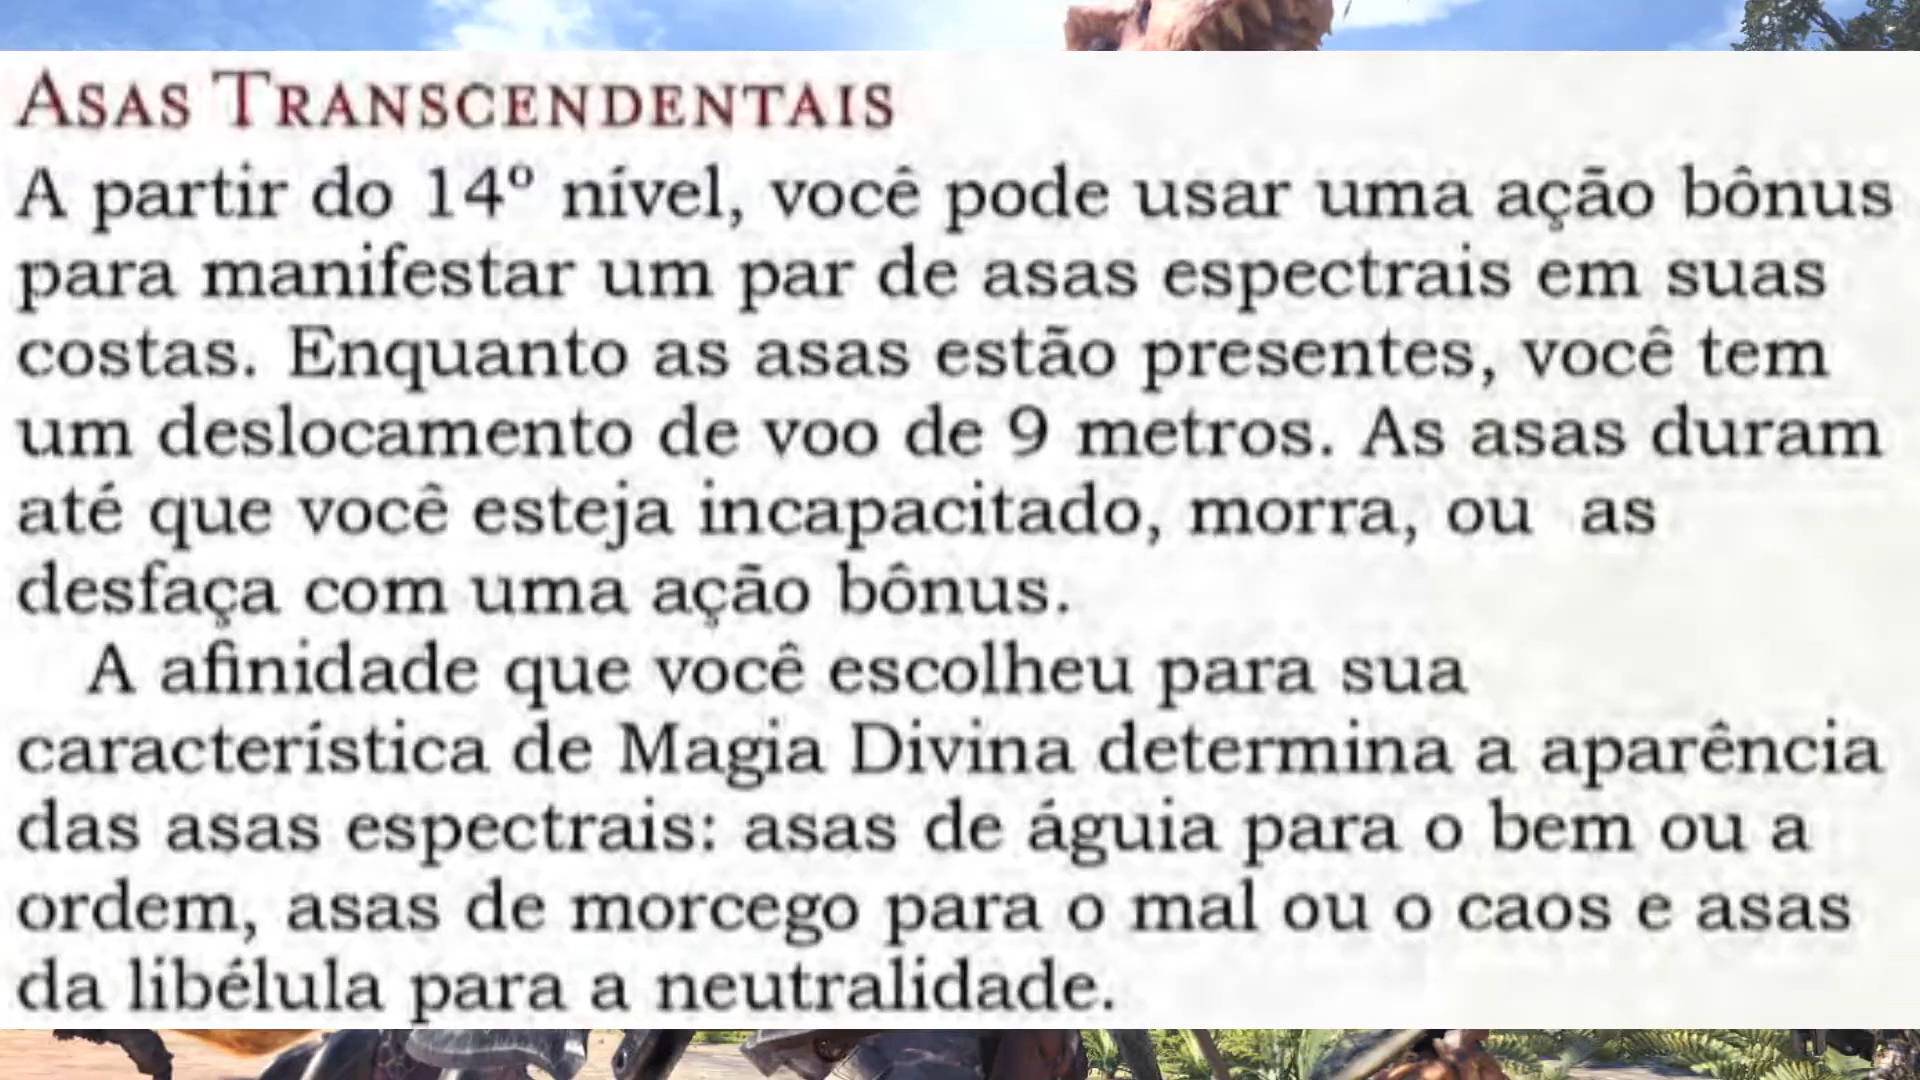 Asas Transcendentais
A partir do 14º nível, você pode usar uma ação bônus
para manifestar um par de asas espectrais em suas
costas. Enquanto as asas estão presentes, você tem
um deslocamento de voo de 9 metros. As asas duram
até que você esteja incapacitado, morra, ou as
desfaça com uma ação bônus.
A afinidade que você escolheu para sua
característica de Magia Divina determina a aparência
das asas espectrais: asas de águia para o bem ou a
ordem, asas de morcego para o mal ou o caos e asas
da libélula para a neutralidade.